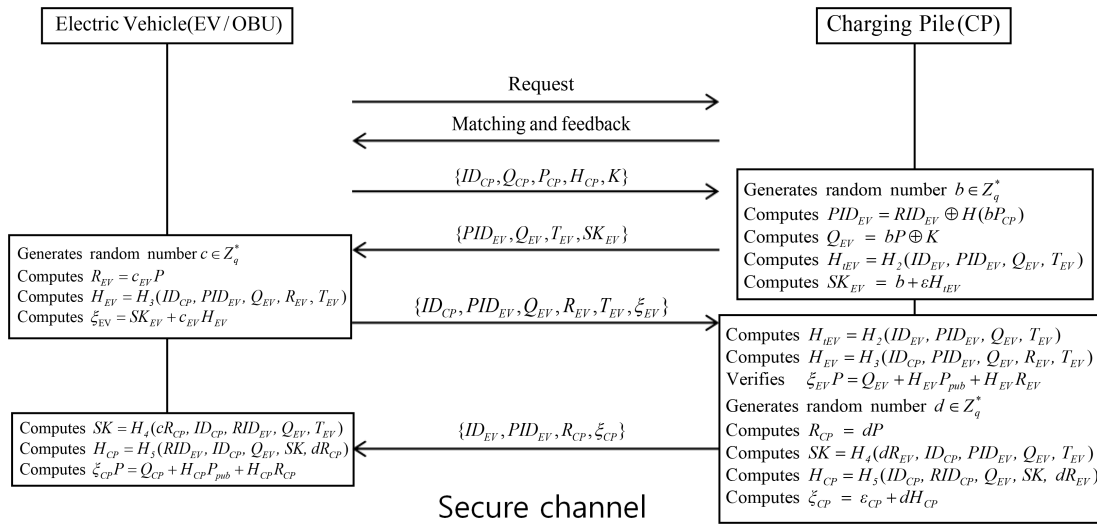 Electric Vehicle(EV/OBU)
Charging Pile(CP)
Request
Matching and feedback
{ID_CP, Q_CP, P_CP, H_CP, K}
Generates random number b ∈ Z_q^*
Computes PID_EV = RID_EV ⊕ H(bP_CP)
Computes Q_EV = bP ⊕ K
Computes H_tEV = H_2(ID_EV, PID_EV, Q_EV, T_EV)
Computes SK_EV = b + εH_tEV
{PID_EV, Q_EV, T_EV, SK_EV}
Generates random number c ∈ Z_q^*
Computes R_EV = c_EV P
Computes H_EV = H_3(ID_CP, PID_EV, Q_EV, R_EV, T_EV)
Computes ξ_EV = SK_EV + c_EV H_EV
{ID_CP, PID_EV, Q_EV, R_EV, T_EV, ξ_EV}
Computes H_tEV = H_2(ID_EV, PID_EV, Q_EV, T_EV)
Computes H_EV = H_3(ID_CP, PID_EV, Q_EV, R_EV, T_EV)
Verifies ξ_EV P = Q_EV + H_EV P_pub + H_EV R_EV
Generates random number d ∈ Z_q^*
Computes R_CP = dP
Computes SK = H_4(dR_EV, ID_CP, PID_EV, Q_EV, T_EV)
Computes H_CP = H_5(ID_CP, RID_CP, Q_EV, SK, dR_EV)
Computes ξ_CP = ε_CP + dH_CP
{ID_EV, PID_EV, R_CP, ξ_CP}
Computes SK = H_4(cR_CP, ID_CP, RID_EV, Q_EV, T_EV)
Computes H_CP = H_5(RID_EV, ID_CP, Q_EV, SK, dR_CP)
Computes ξ_CP P = Q_CP + H_CP P_pub + H_CP R_CP
Secure channel